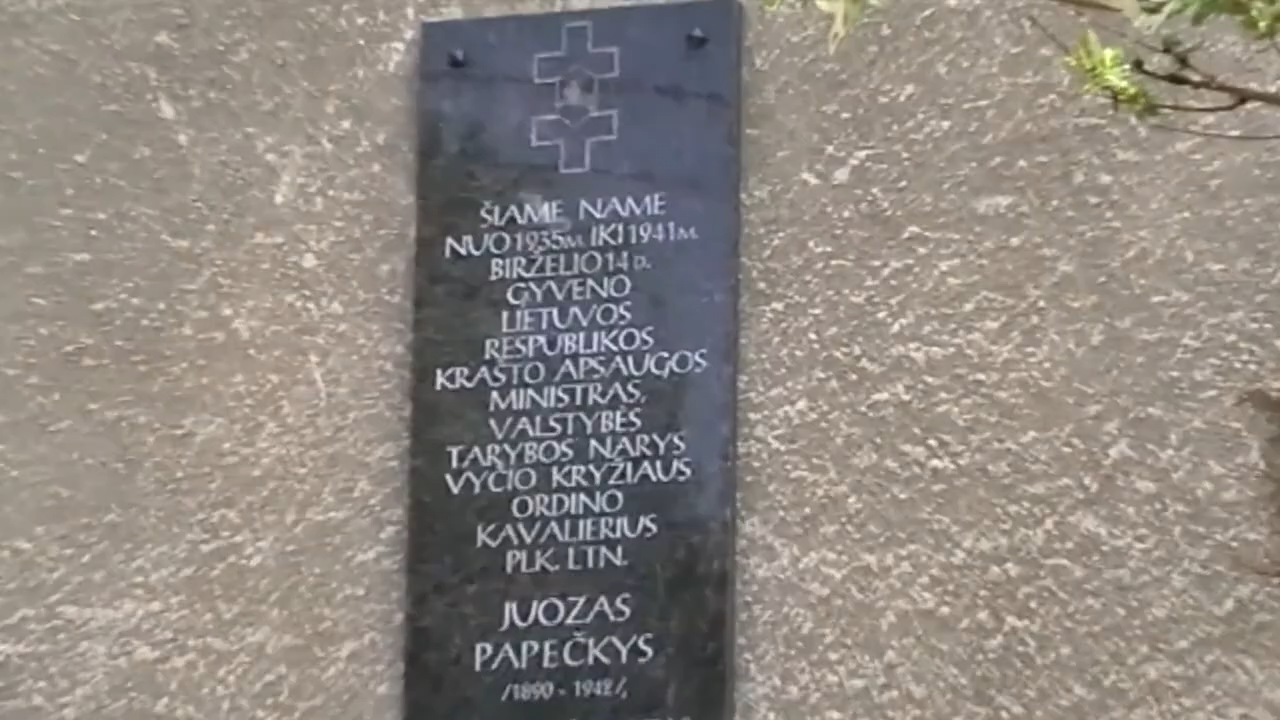 ŠIAME NAME
NUO 1935 M. IKI 1941 M.
BIRŽELIO 14 D.
GYVENO
LIETUVOS
RESPUBLIKOS
KRAŠTO APSAUGOS
MINISTRAS,
VALSTYBĖS
TARYBOS NARYS
VYČIO KRYŽIAUS
ORDINO
KAVALIERIUS
PLK. LTN.
JUOZAS
PAPEČKYS
/1890 - 1942/,